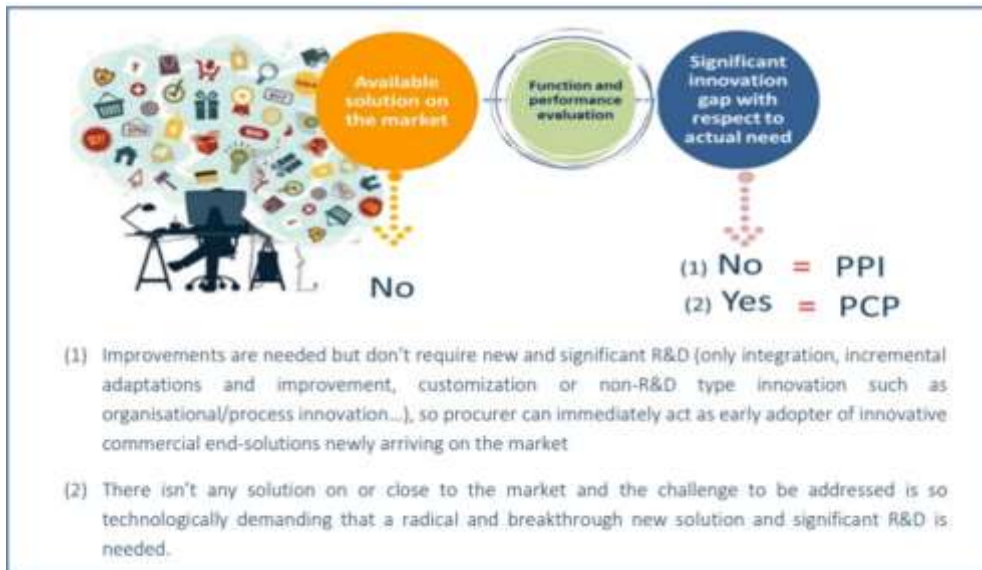 Available
solution on
the market
Function and
performance
evaluation
Significant
innovation
gap with
respect to
actual need
No
(1) No = PPI
(2) Yes = PCP
(1) Improvements are needed but don't require new and significant R&D (only integration, incremental
adaptations and improvement, customization or non-R&D type innovation such as
organisational/process innovation...), so procurer can immediately act as early adopter of innovative
commercial end-solutions newly arriving on the market
(2) There isn't any solution on or close to the market and the challenge to be addressed is so
technologically demanding that a radical and breakthrough new solution and significant R&D is
needed.